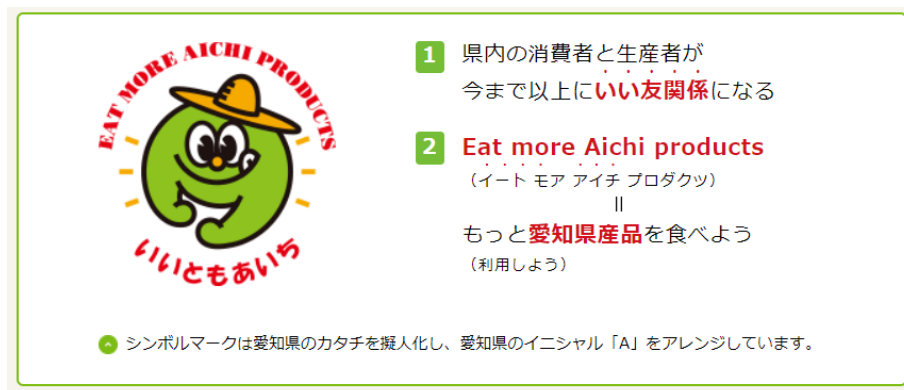 EAT MORE AICHI PRODUCTS
いいともあいち
1 県内の消費者と生産者が
今まで以上にいい友関係になる
2 Eat more Aichi products
（イート モア アイチ プロダクツ）
॥
もっと愛知県産品を食べよう
（利用しよう）
シンボルマークは愛知県のカタチを擬人化し、愛知県のイニシャル「A」をアレンジしています。